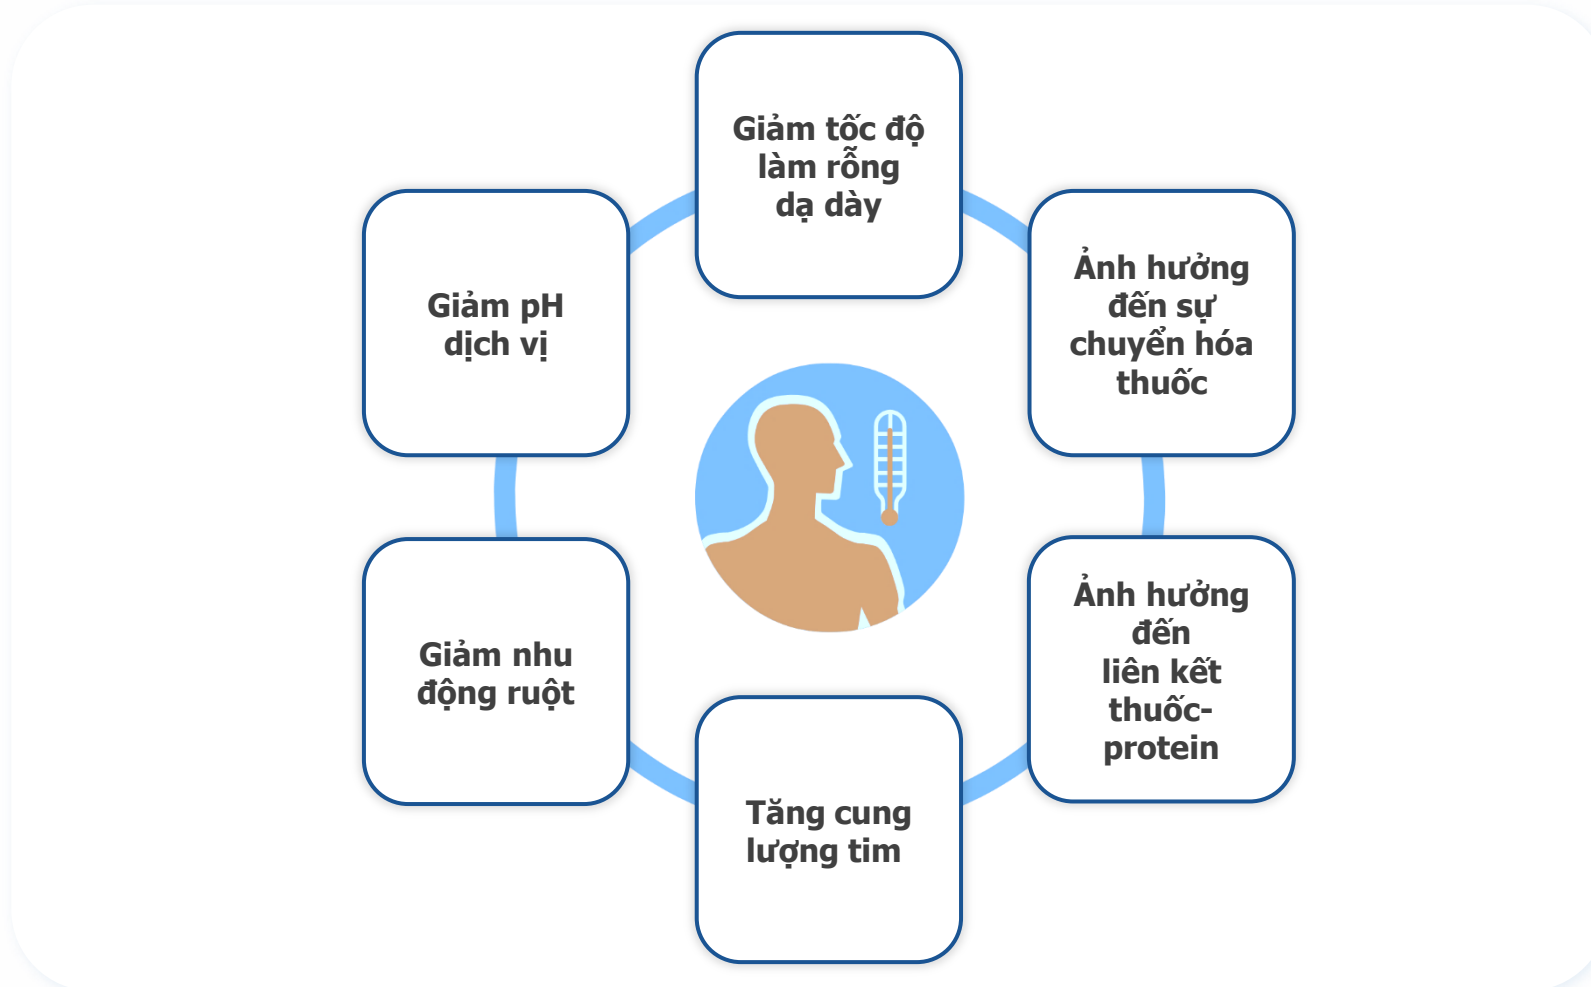 Giảm tốc độ
làm rỗng
dạ dày
Ảnh hưởng
đến sự
chuyển hóa
thuốc
Ảnh hưởng
đến
liên kết
thuốc-
protein
Tăng cung
lượng tim
Giảm nhu
động ruột
Giảm pH
dịch vị